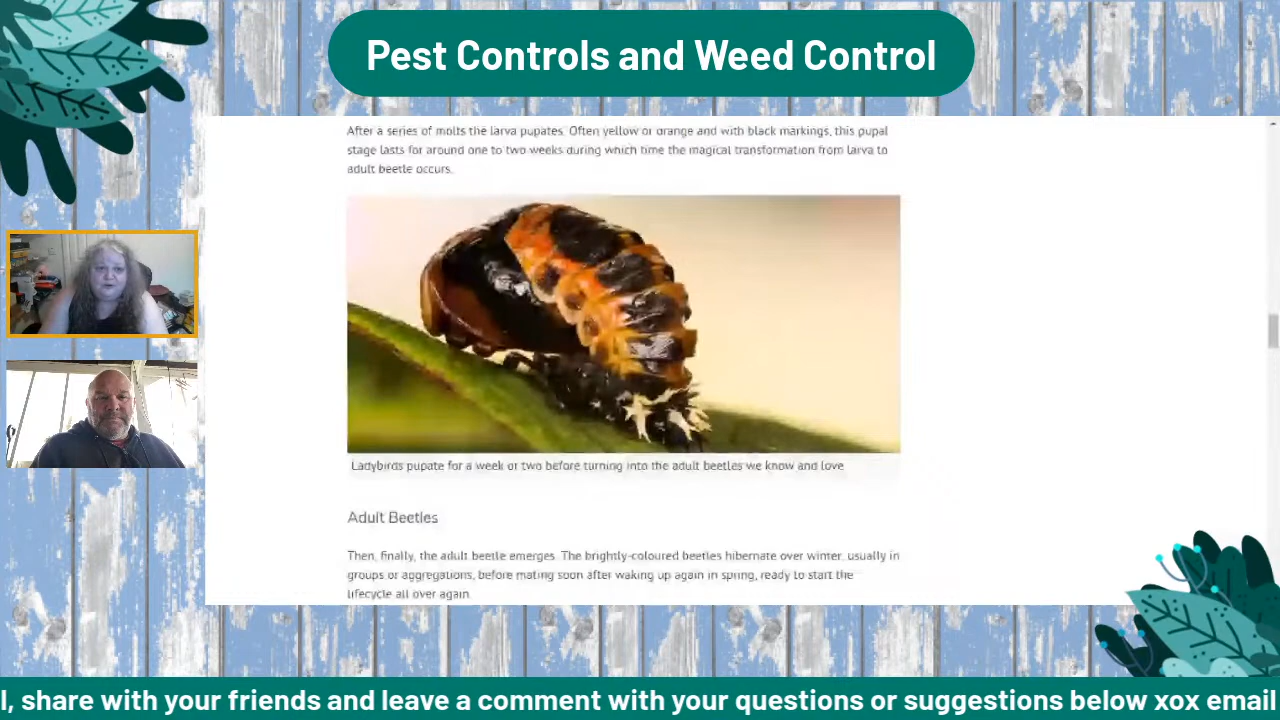 Pest Controls and Weed Control
After a series of molts the larva pupates. Often yellow or orange and with black markings, this pupal
stage lasts for around one to two weeks during which time the magical transformation from larva to
adult beetle occurs.
Ladybirds pupate for a week or two before turning into the adult beetles we know and love
Adult Beetles
Then, finally, the adult beetle emerges. The brightly-coloured beetles hibernate over winter, usually in
groups or aggregations, before mating soon after waking up again in spring, ready to start the
lifecycle all over again.
l, share with your friends and leave a comment with your questions or suggestions below xox email